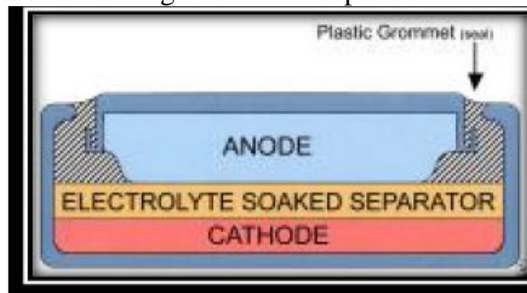 Plastic Grommet (seal)
ANODE
ELECTROLYTE SOAKED SEPARATOR
CATHODE